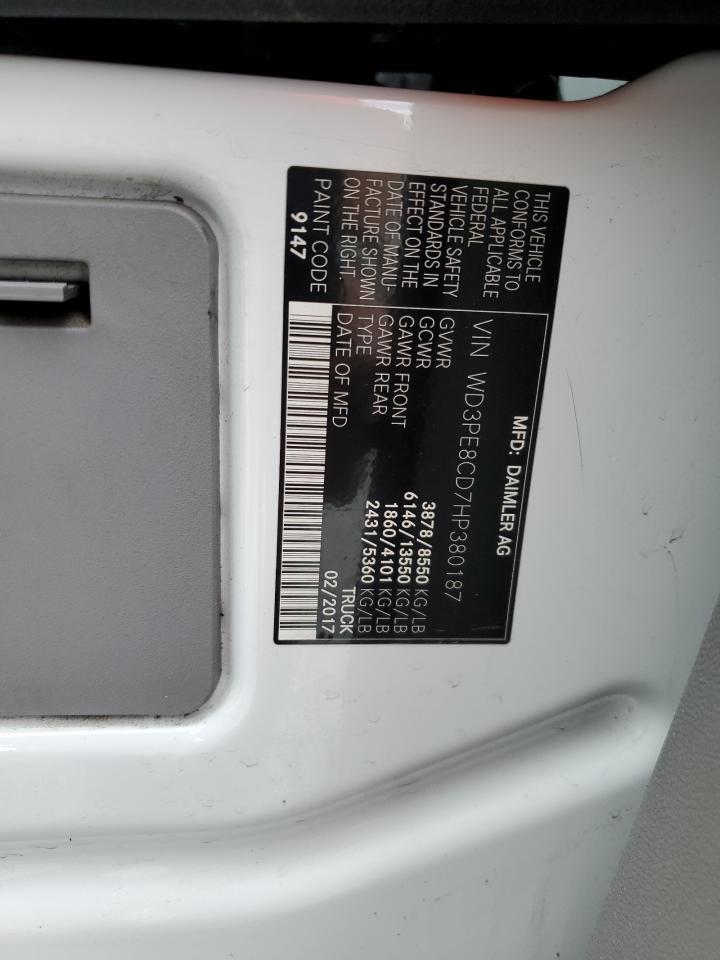 MFD: DAIMLER AG
THIS VEHICLE
CONFORMS TO
ALL APPLICABLE
FEDERAL
VEHICLE SAFETY
STANDARDS IN
EFFECT ON THE
DATE OF MANU-
FACTURE SHOWN
ON THE RIGHT
PAINT CODE
9147
VIN WD3PE8CD7HP380187
GVWR 3878/8550 KG/LB
GCWR 6146/13550 KG/LB
GAWR FRONT 1860/4101 KG/LB
GAWR REAR 2431/5360 KG/LB
TYPE TRUCK
DATE OF MFD 02/2017